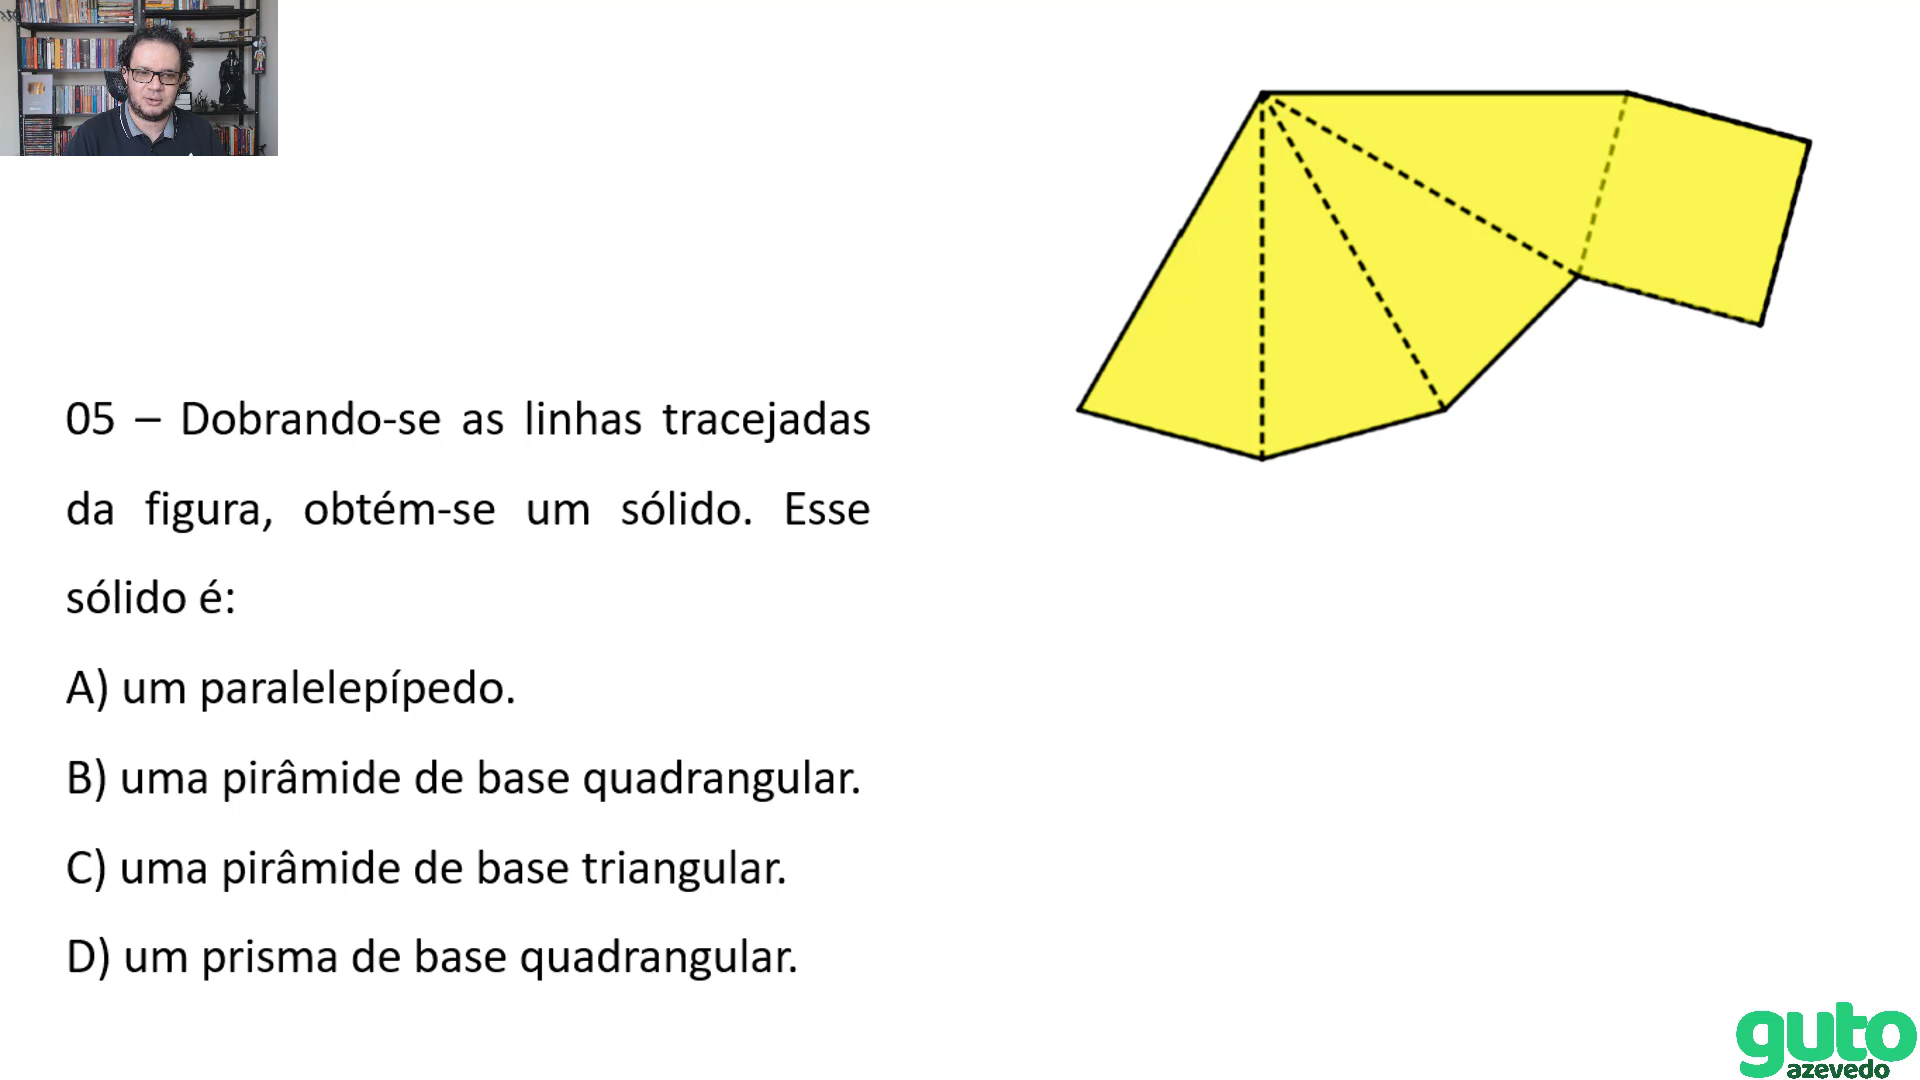 05 – Dobrando-se as linhas tracejadas
da figura, obtém-se um sólido. Esse
sólido é:
A) um paralelepípedo.
B) uma pirâmide de base quadrangular.
C) uma pirâmide de base triangular.
D) um prisma de base quadrangular.
guto
azevedo